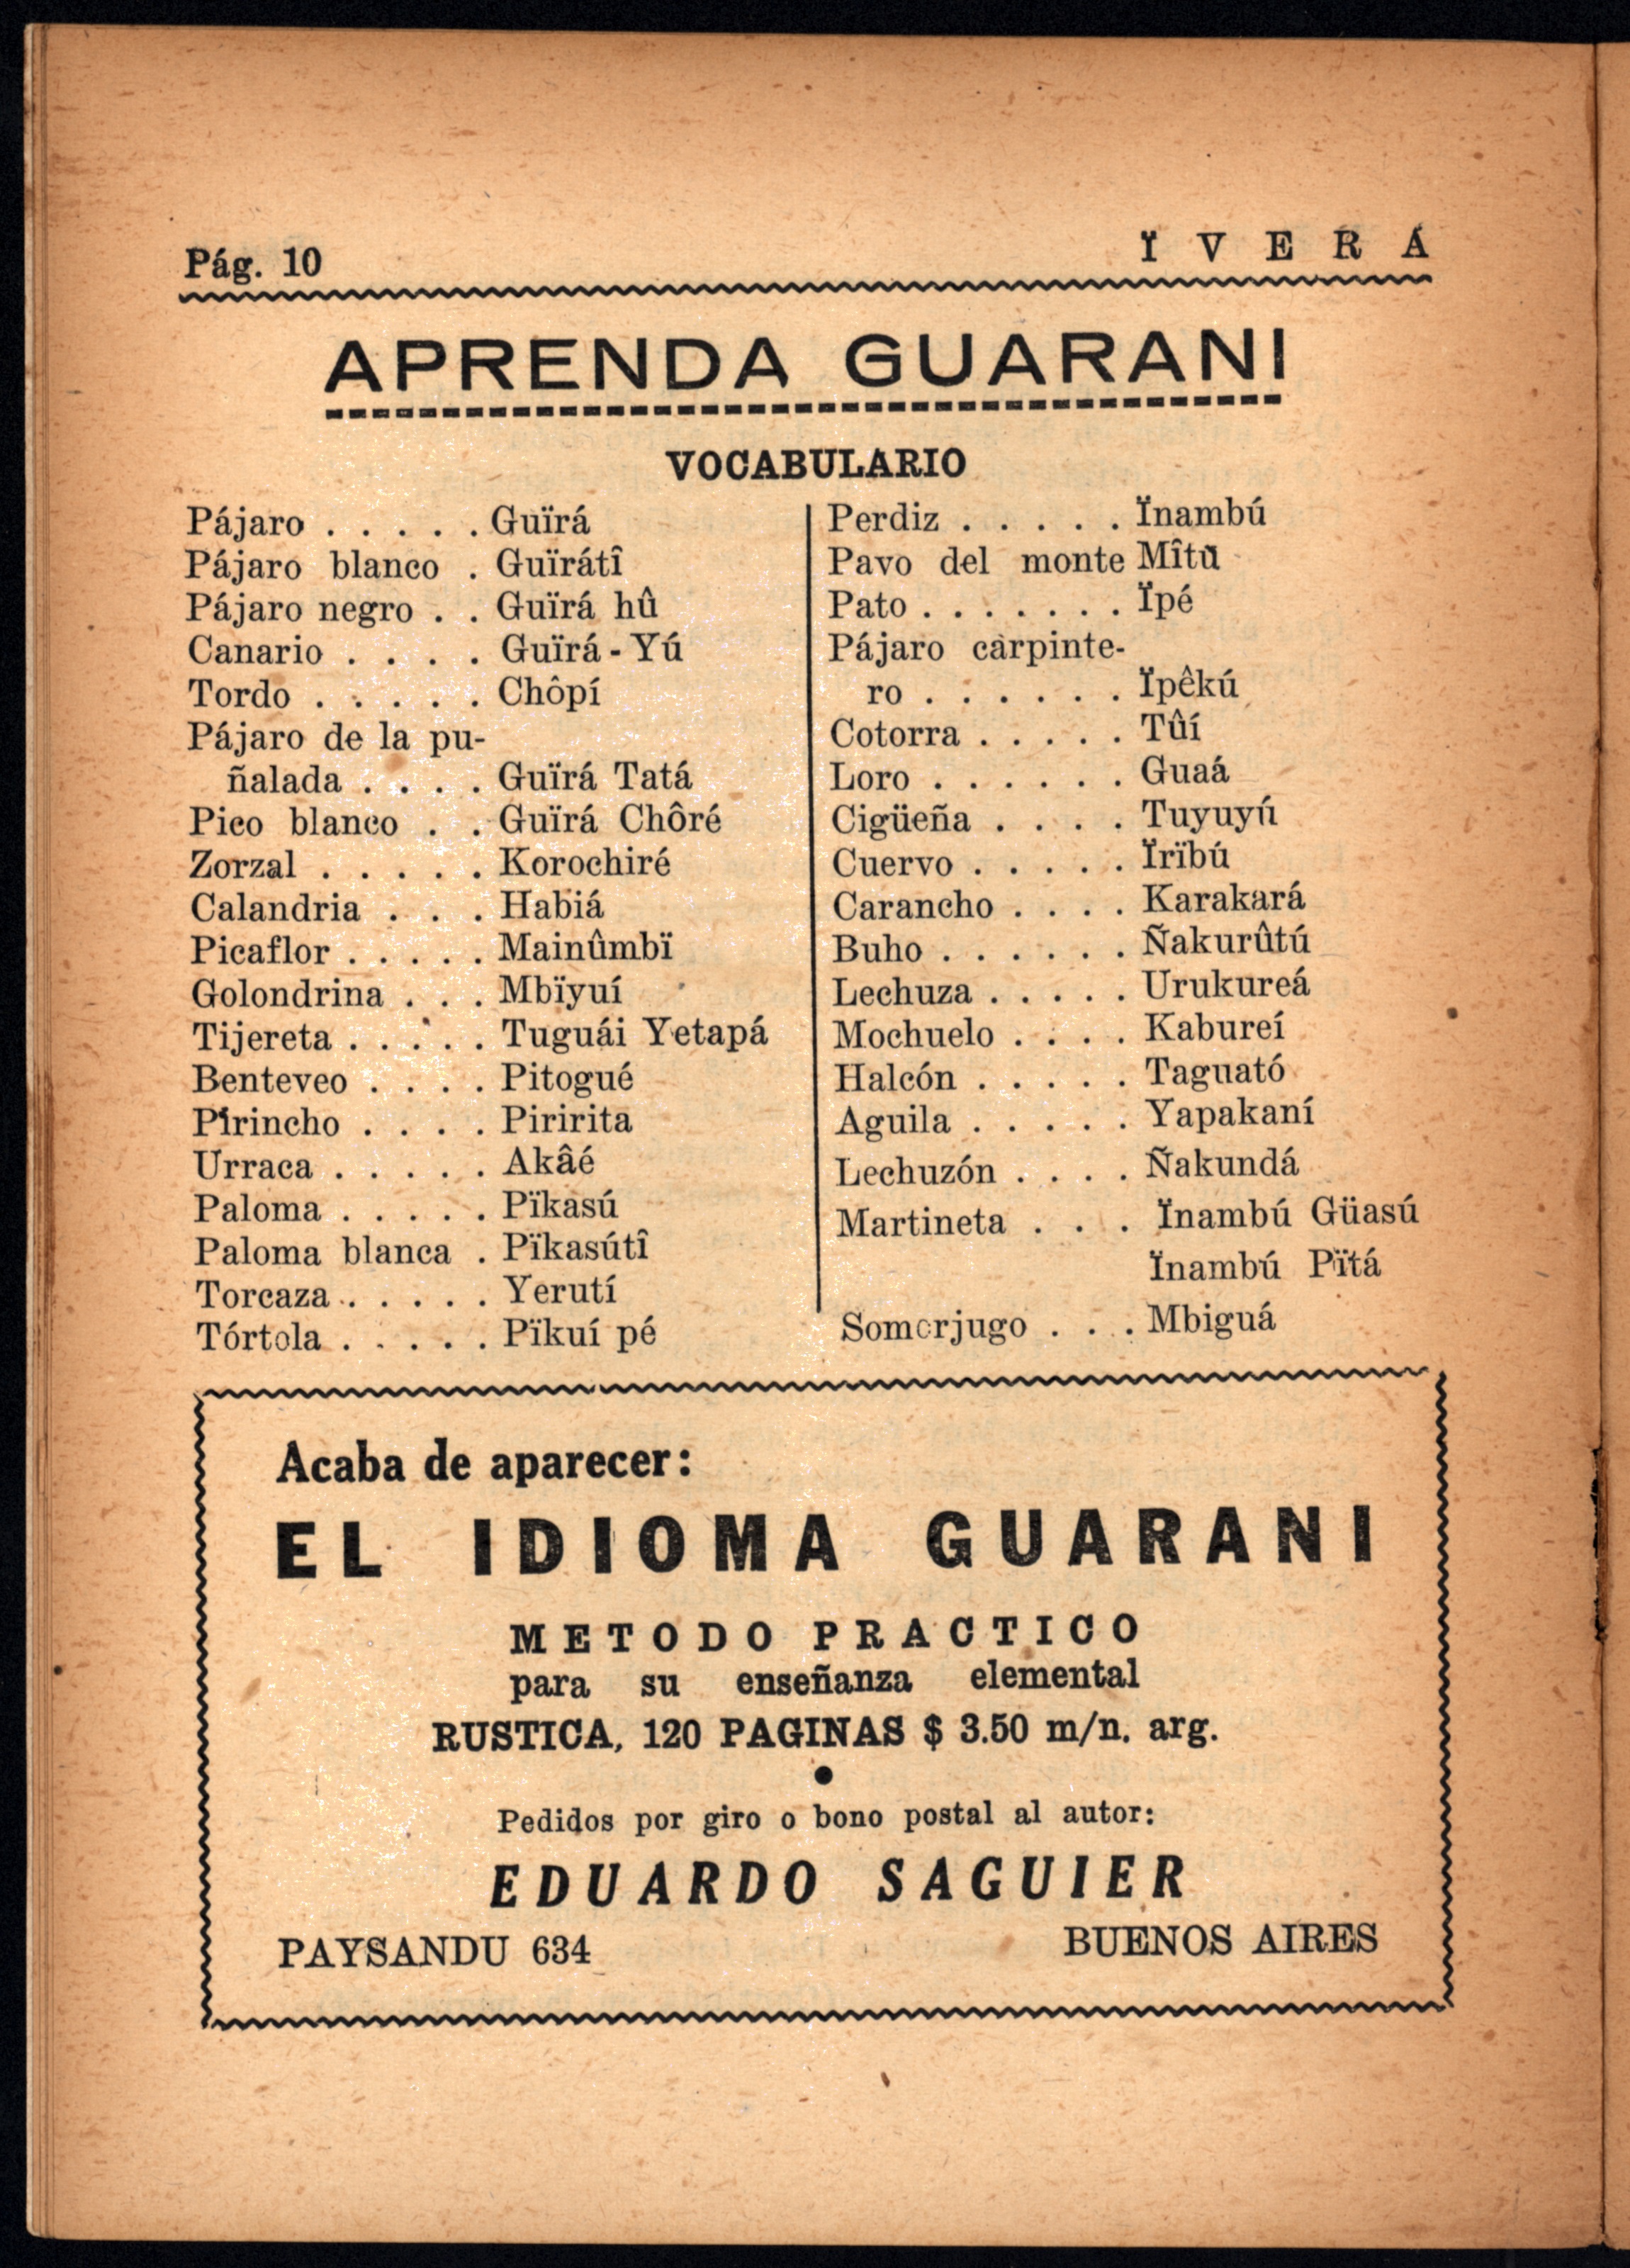 Pág. 10
Ï V E R Á
APRENDA GUARANI
VOCABULARIO
Pájaro . . . . . Guïrá
Pájaro blanco . Guïrátî
Pájaro negro . . Guïrá hû
Canario . . . . Guïrá - Yú
Tordo . . . . . Chôpí
Pájaro de la pu-
ñalada . . . . Guïrá Tatá
Pico blanco . . Guïrá Chôré
Zorzal . . . . . Korochiré
Calandria . . . Habiá
Picaflor . . . . . Mainûmbï
Golondrina . . . Mbïyuí
Tijereta . . . . . Tuguái Yetapá
Benteveo . . . . Pitogué
Pirincho . . . . Piririta
Urraca . . . . . Akâé
Paloma . . . . . Pïkasú
Paloma blanca . Pïkasútî
Torcaza . . . . . Yerutí
Tórtola . . . . . Pïkuí pé
Perdiz . . . . . Ïnambú
Pavo del monte Mîtû
Pato . . . . . . . Ïpé
Pájaro carpinte-
ro . . . . . . Ïpêkú
Cotorra . . . . . Tûí
Loro . . . . . . Guaá
Cigüeña . . . . Tuyuyú
Cuervo . . . . . Ïrïbú
Carancho . . . . Karakará
Buho . . . . . . Ñakurûtú
Lechuza . . . . . Urukureá
Mochuelo . . . . Kabureí
Halcón . . . . . Taguató
Aguila . . . . . Yapakaní
Lechuzón . . . . Ñakundá
Martineta . . . Ïnambú Güasú
Ïnambú Pïtá
Somorjugo . . . Mbiguá
Acaba de aparecer:
EL IDIOMA GUARANI
METODO PRACTICO
para su enseñanza elemental
RUSTICA, 120 PAGINAS $ 3.50 m/n. arg.
Pedidos por giro o bono postal al autor:
EDUARDO SAGUIER
PAYSANDU 634 BUENOS AIRES